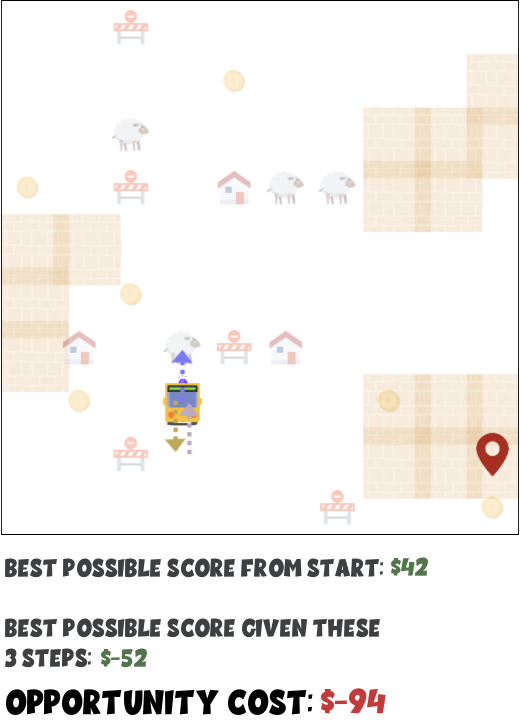 BEST POSSIBLE SCORE FROM START: $42
BEST POSSIBLE SCORE GIVEN THESE
3 STEPS: $-52
OPPORTUNITY COST: $-94